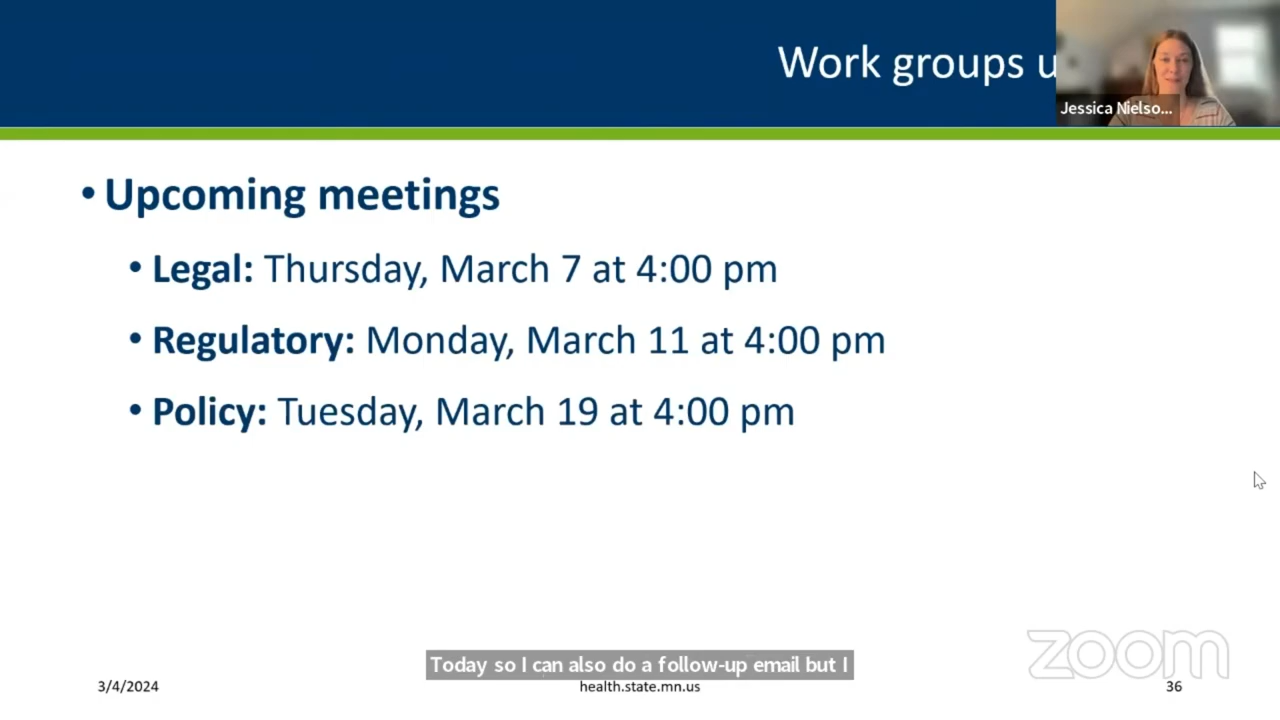 Work groups u
Jessica Nielso...
• Upcoming meetings
• Legal: Thursday, March 7 at 4:00 pm
• Regulatory: Monday, March 11 at 4:00 pm
• Policy: Tuesday, March 19 at 4:00 pm
zoom
Today so I can also do a follow-up email but I
3/4/2024
health.state.mn.us
36